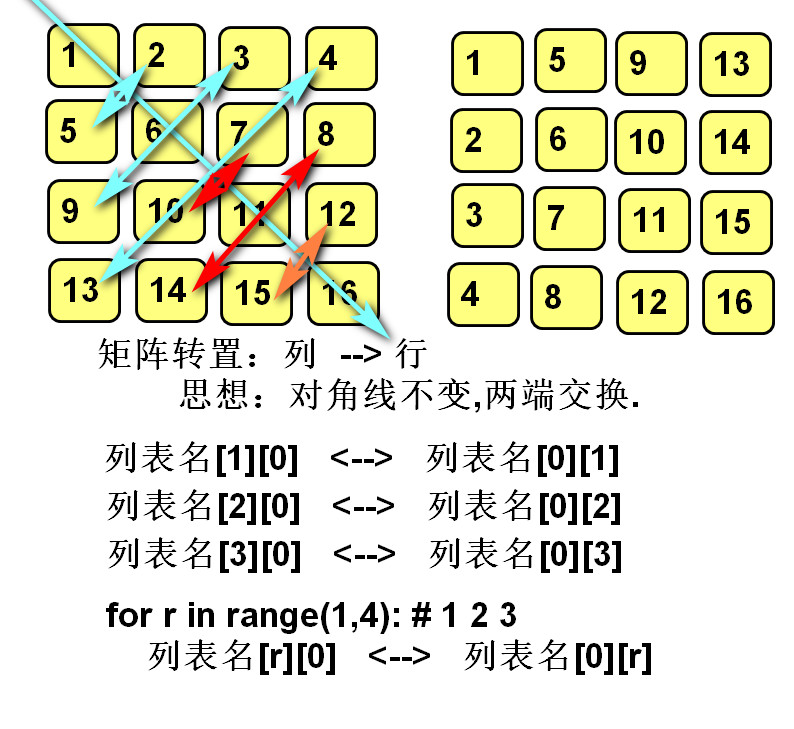 1 2 3 4
5 6 7 8
9 10 11 12
13 14 15 16
1 5 9 13
2 6 10 14
3 7 11 15
4 8 12 16
矩阵转置：列 --> 行
思想：对角线不变,两端交换.
列表名[1][0] <--> 列表名[0][1]
列表名[2][0] <--> 列表名[0][2]
列表名[3][0] <--> 列表名[0][3]
for r in range(1,4): # 1 2 3
列表名[r][0] <--> 列表名[0][r]